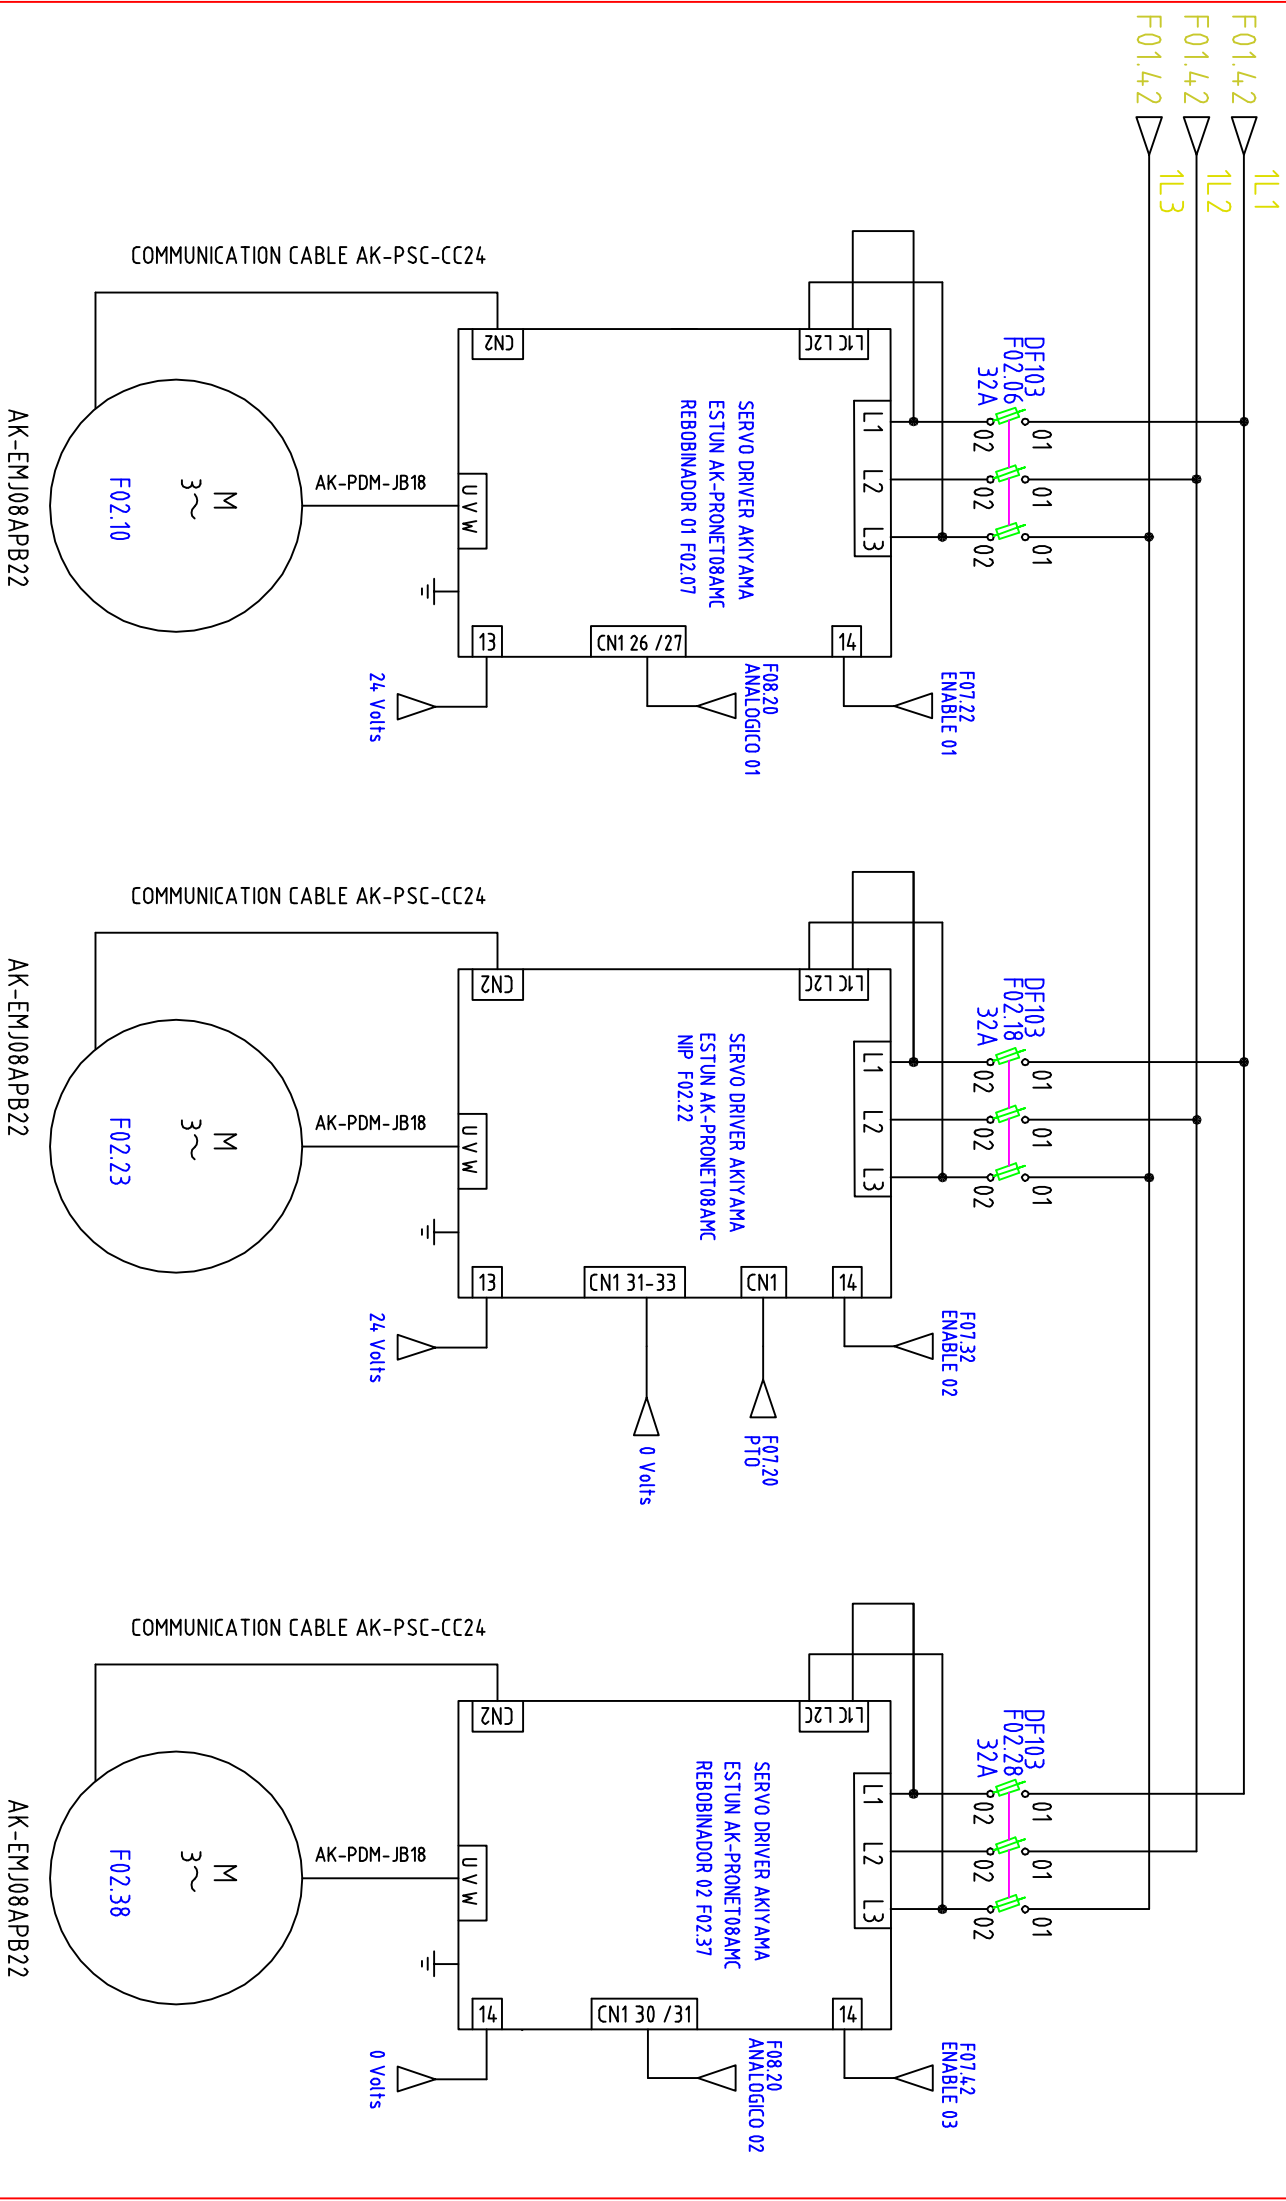 F01.42
1L1
F01.42
1L2
F01.42
1L3
DF103
F02.06
32A
01
02
01
02
01
02
L1C L2C
L1
L2
L3
SERVO DRIVER AKIYAMA
ESTUN AK-PRONET08AMC
REBOBINADOR 01 F02.07
CN2
U V W
14
CN1 26 /27
13
F07.22
ENABLE 01
F08.20
ANALOGICO 01
24 Volts
COMMUNICATION CABLE AK-PSC-CC24
AK-PDM-JB18
M
3~
F02.10
AK-EMJ08APB22
DF103
F02.18
32A
01
02
01
02
01
02
L1C L2C
L1
L2
L3
SERVO DRIVER AKIYAMA
ESTUN AK-PRONET08AMC
NIP F02.22
CN2
U V W
14
CN1
CN1 31-33
13
F07.32
ENABLE 02
F07.20
PTO
0 Volts
24 Volts
COMMUNICATION CABLE AK-PSC-CC24
AK-PDM-JB18
M
3~
F02.23
AK-EMJ08APB22
DF103
F02.28
32A
01
02
01
02
01
02
L1C L2C
L1
L2
L3
SERVO DRIVER AKIYAMA
ESTUN AK-PRONET08AMC
REBOBINADOR 02 F02.37
CN2
U V W
14
CN1 30 /31
14
F07.42
ENABLE 03
F08.20
ANALOGICO 02
0 Volts
COMMUNICATION CABLE AK-PSC-CC24
AK-PDM-JB18
M
3~
F02.38
AK-EMJ08APB22